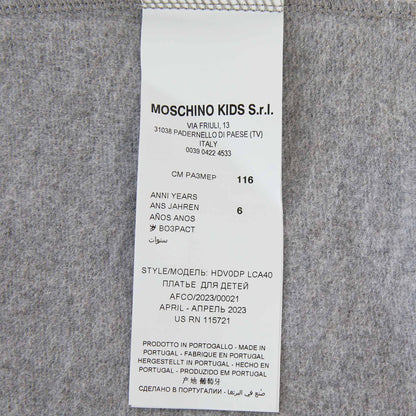 MOSCHINO KIDS S.r.l.
VIA FRIULI, 13
31038 PADERNELLO DI PAESE (TV)
ITALY
0039 0422 4533
CM РАЗМЕР 116
ANNI YEARS
ANS JAHREN
AÑOS ANOS 6
岁 ВОЗРАСТ
سنوات
STYLE/МОДЕЛЬ: HDV0DP LCA40
ПЛАТЬЕ ДЛЯ ДЕТЕЙ
AFCO/2023/00021
APRIL - АПРЕЛЬ 2023
US RN 115721
PRODOTTO IN PORTOGALLO - MADE IN
PORTUGAL - FABRIQUE EN PORTUGAL -
HERGESTELLT IN PORTUGAL - HECHO EN
PORTUGAL - PRODUZIDO EM PORTUGAL -
产地 葡萄牙
СДЕЛАНО В ПОРТУГАЛИИ - صنع في البرتغال